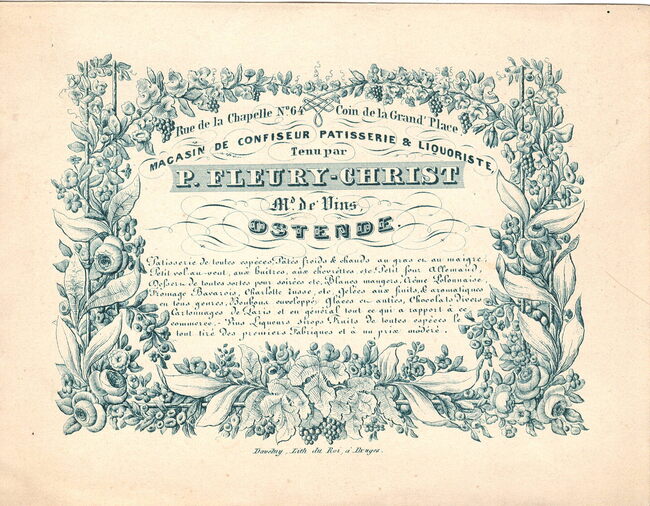 Rue de la Chapelle Nº 64 Coin de la Grand' Place
MAGASIN DE CONFISEUR PATISSERIE & LIQUORISTE,
Tenu par
P. FLEURY-CHRIST
Md de Vins,
OSTENDE.
Patisserie de toutes espèces, Pâtés froids & chauds au gras et au maigre,
Petit vol-au-vent, aux huitres, aux chevrettes etc. Petit four Allemand,
Desserts de toutes sortes pour soirées etc, Blancs mangers, Crème Polonnaise,
Fromage Bavarois, Charlotte russe, etc, Gelées aux fruits, & aromatiques
en tous genres, Bonbons enveloppés, Glaces en autres, Chocolats divers
Cartonnages de Paris et en général tout ce qui a rapport à ce
commerce, - Vins Liqueurs sirops Fruits de toutes espèces le
tout tiré des premiers Fabriques et à un prix modéré.
Daveluy, Lith du Roi, à Bruges.